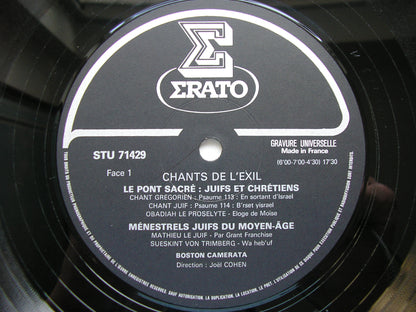 ERATO
STU 71429
Face 1
GRAVURE UNIVERSELLE
Made in France
(6'00-7'00-4'30) 17'30
CHANTS DE L'EXIL
LE PONT SACRÉ : JUIFS ET CHRÉTIENS
CHANT GREGORIEN : Psaume 113 : En sortant d'Israel
CHANT JUIF : Psaume 114 : B'rset yisrael
OBADIAH LE PROSELYTE - Eloge de Moise
MÉNESTRELS JUIFS DU MOYEN-ÂGE
MATHIEU LE JUIF - Par Grant Franchise
SUESKINT VON TRIMBERG - Wa heb'uf
BOSTON CAMERATA
Direction : Joël COHEN